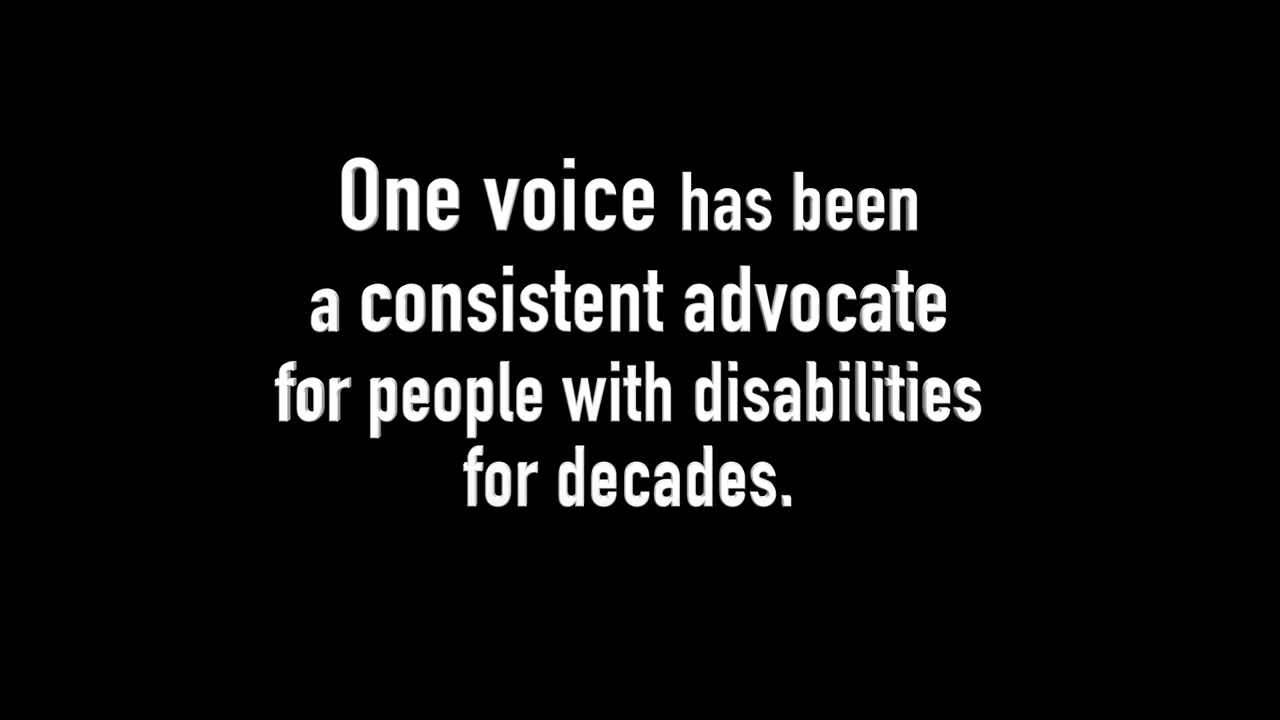 One voice has been
a consistent advocate
for people with disabilities
for decades.